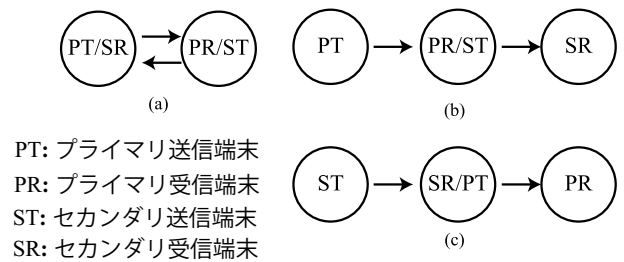 PT/SR
PR/ST
(a)
PT
PR/ST
SR
(b)
PT: プライマリ送信端末
PR: プライマリ受信端末
ST: セカンダリ送信端末
SR: セカンダリ受信端末
ST
SR/PT
PR
(c)